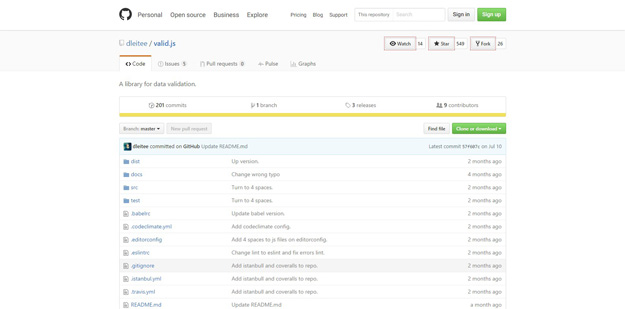 Personal Open source Business Explore Pricing Blog Support This repository Search Sign in Sign up
dleitee / valid.js Watch 14 Star 549 Fork 26
Code Issues 5 Pull requests 0 Pulse Graphs
A library for data validation.
201 commits 1 branch 3 releases 9 contributors
Branch: master New pull request Find file Clone or download
dleitee committed on GitHub Update README.md Latest commit on Jul 10
dist Up version. 2 months ago
docs Change wrong typo 4 months ago
src Turn to 4 spaces. 2 months ago
test Turn to 4 spaces. 2 months ago
.babelrc Update babel version. 2 months ago
.codeclimate.yml Add codeclimate config. 2 months ago
.editorconfig Add 4 spaces to js files on editorconfig. 2 months ago
.eslintrc Change lint to eslint and fix errors lint. 2 months ago
.gitignore Add istanbull and coveralls to repo. 2 months ago
.istanbul.yml Add istanbull and coveralls to repo. 2 months ago
.travis.yml Add istanbull and coveralls to repo. 2 months ago
README.md Update README.md a month ago